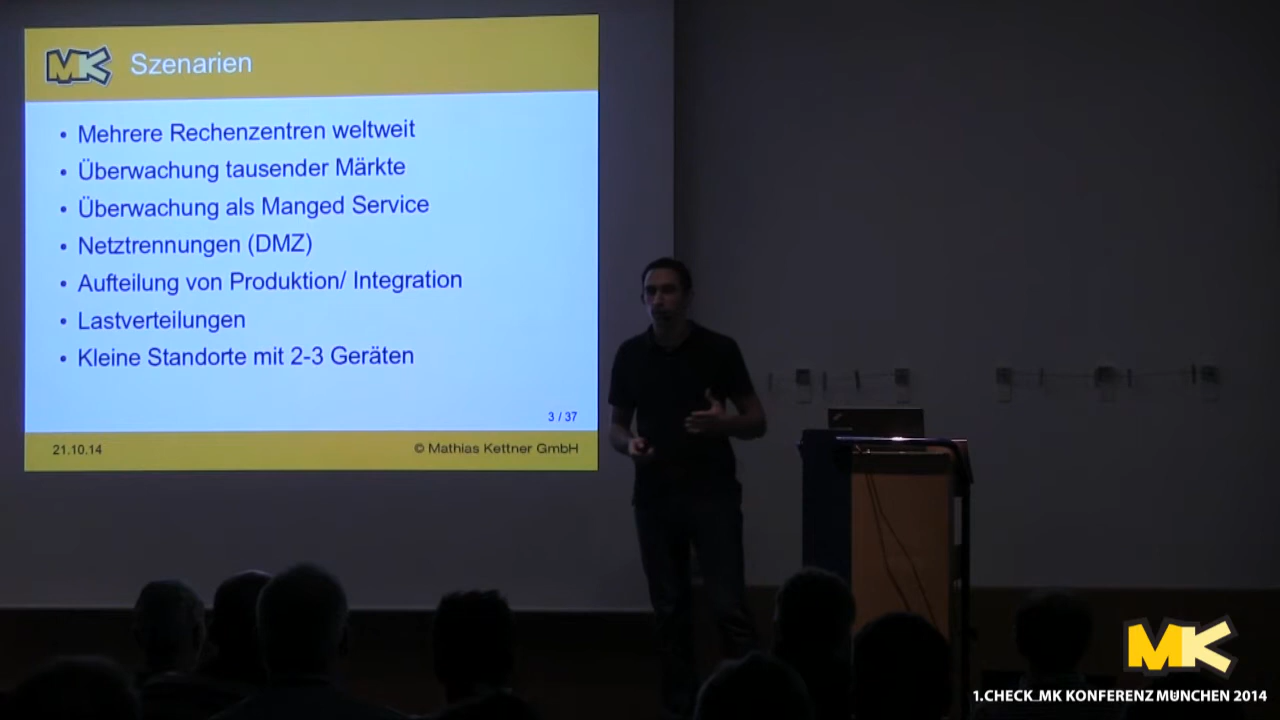 MK Szenarien
• Mehrere Rechenzentren weltweit
• Überwachung tausender Märkte
• Überwachung als Manged Service
• Netztrennungen (DMZ)
• Aufteilung von Produktion/ Integration
• Lastverteilungen
• Kleine Standorte mit 2-3 Geräten
3 / 37
21.10.14 © Mathias Kettner GmbH
MK
1.CHECK_MK KONFERENZ MÜNCHEN 2014